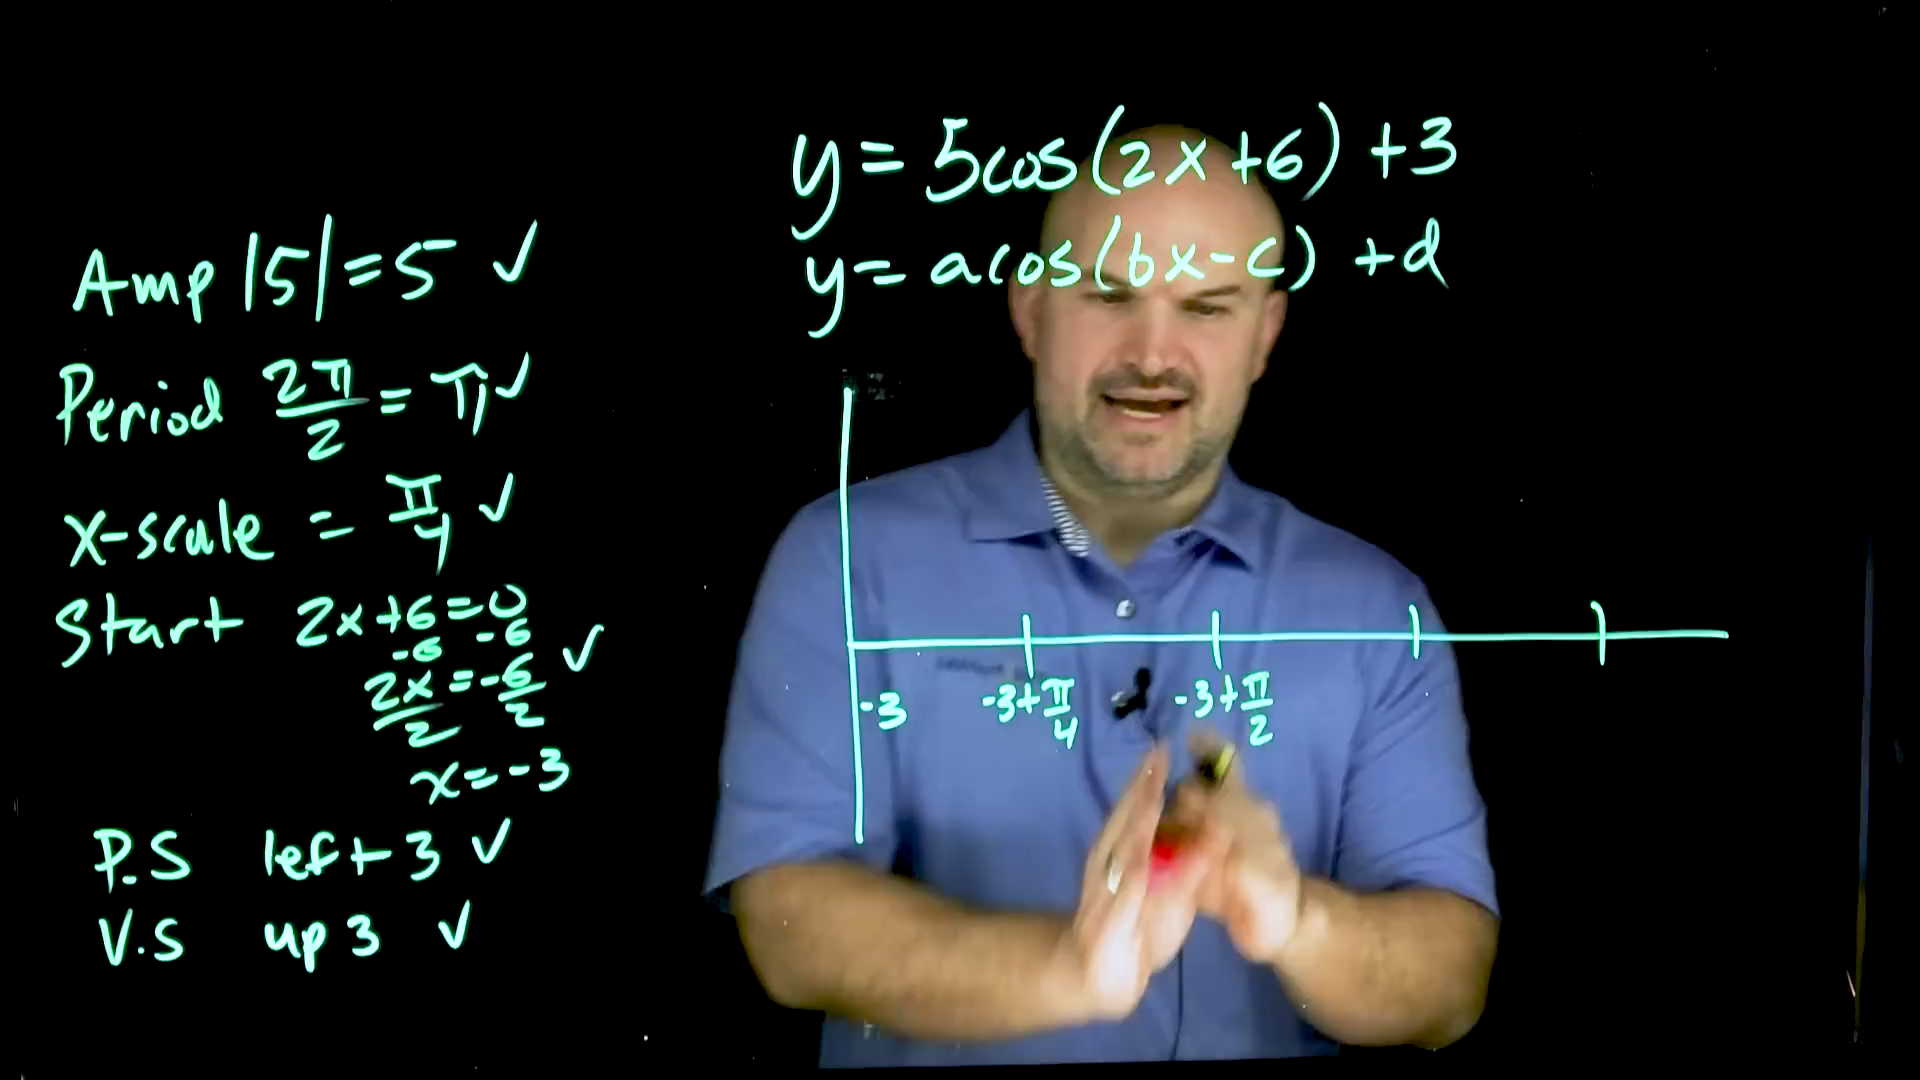 y = 5cos(2x+6) +3
y = acos(bx-c) +d
Amp |5| = 5 ✓
Period 2π/2 = π ✓
x-scale = π/4 ✓
Start 2x+6=0 ✓
-6 -6
2x/2 = -6/2
x = -3
P.S left 3 ✓
V.S up 3 ✓
-3 -3+π/4 -3+π/2